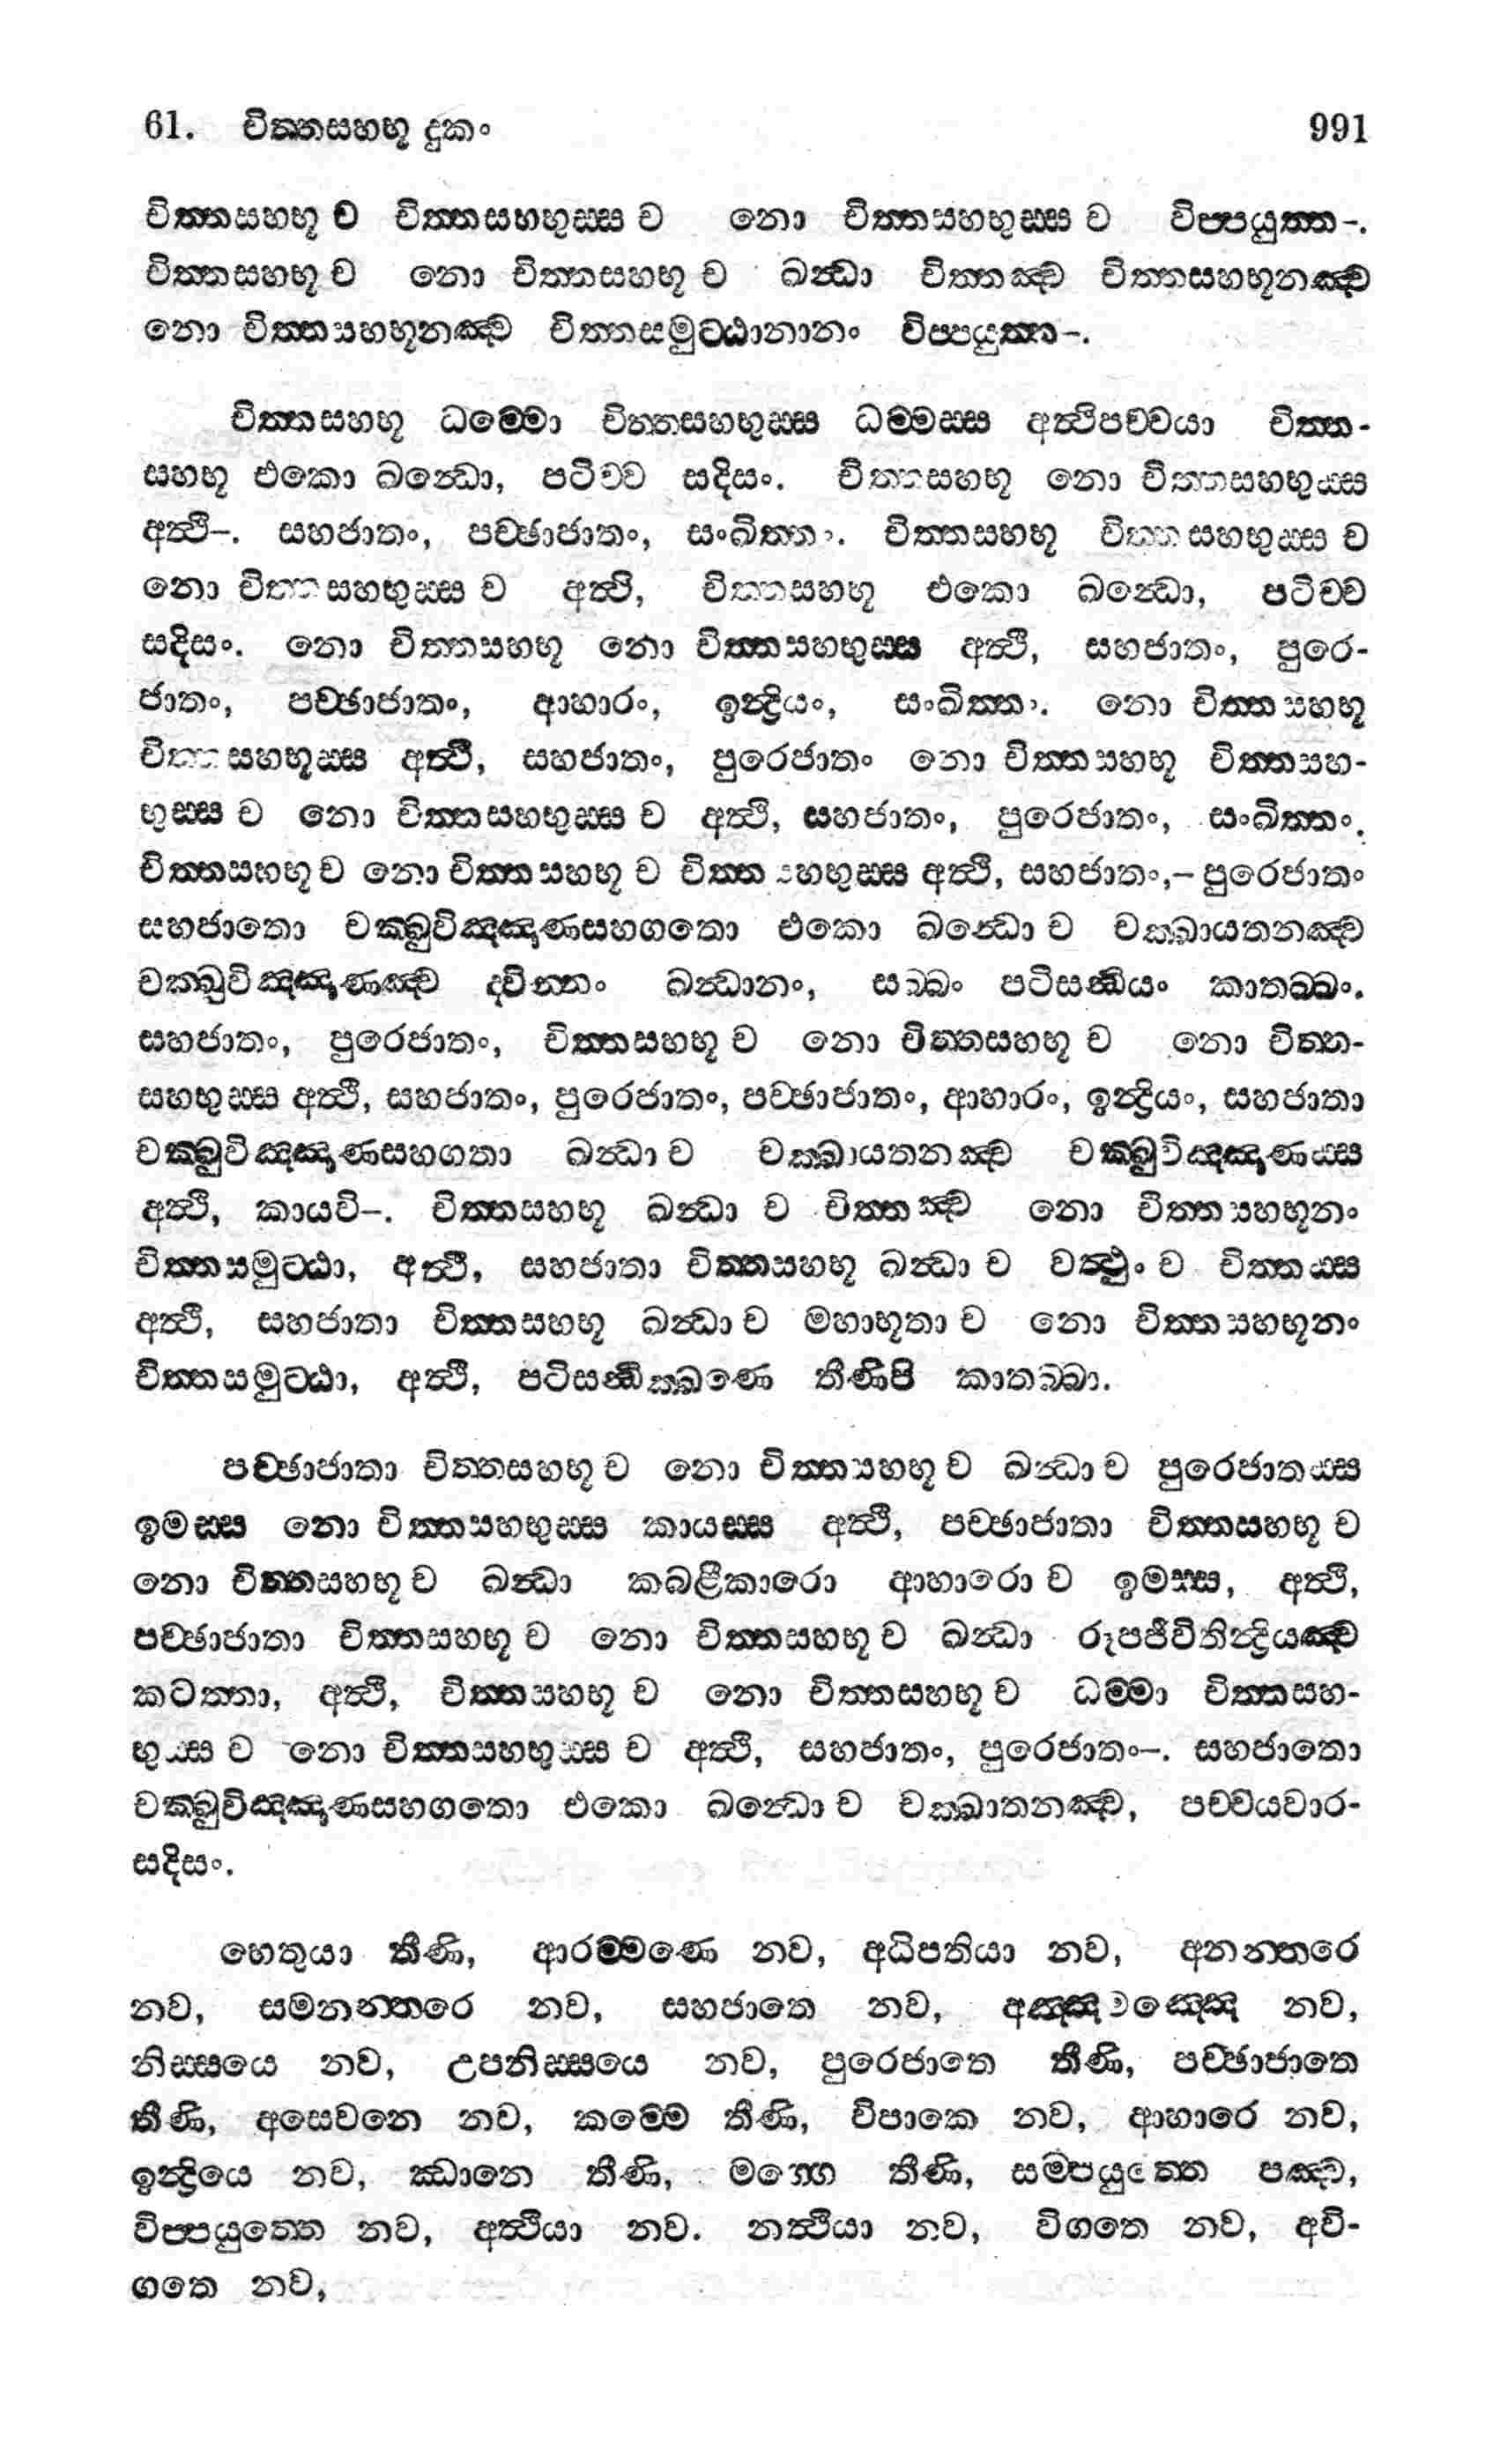 61. චිත්තසහභූ දුකං 991
චිත්තසහභූ ච චිත්තසහභුස්ස ච නො චිත්තසහභුස්ස ච විප්පයුත්ත-.
චිත්තසහභූ ච නො චිත්තසහභූ ච ඛන්ධා චිත්තඤ්ච චිත්තසහභූනඤ්ච
නො චිත්තසහභූනඤ්ච චිත්තසමුට්ඨානානං විප්පයුත්ත-.
චිත්තසහභූ ධම්මො චිත්තසහභුස්ස ධම්මස්ස අත්ථිපච්චයා චිත්ත-
සහභූ එකො ඛන්ධො, පටිච්ච සදිසං. චිත්තසහභූ නො චිත්තසහභුස්ස
අත්ථි-. සහජාතං, පච්ඡාජාතං, සංඛිත්තං. චිත්තසහභූ චිත්තසහභුස්ස ච
නො චිත්තසහභුස්ස ච අත්ථි, චිත්තසහභූ එකො ඛන්ධො, පටිච්ච
සදිසං. නො චිත්තසහභූ නො චිත්තසහභුස්ස අත්ථි, සහජාතං, පුරෙ-
ජාතං, පච්ඡාජාතං, ආහාරං, ඉන්ද්‍රියං, සංඛිත්තං. නො චිත්තසහභූ
චිත්තසහභූස්ස අත්ථි, සහජාතං, පුරෙජාතං නො චිත්තසහභූ චිත්තසහ-
භුස්ස ච නො චිත්තසහභුස්ස ච අත්ථි, සහජාතං, පුරෙජාතං, සංඛිත්තං.
චිත්තසහභූ ච නො චිත්තසහභූ ච චිත්තසහභුස්ස අත්ථි, සහජාතං,- පුරෙජාතං
සහජාතො චක්ඛුවිඤ්ඤාණසහගතො එකො ඛන්ධො ච චක්ඛායතනඤ්ච
චක්ඛුවිඤ්ඤාණඤ්ච ද්වින්නං ඛන්ධානං, සබ්බං පටිසන්ධියං කාතබ්බං.
සහජාතං, පුරෙජාතං, චිත්තසහභූ ච නො චිත්තසහභූ ච නො චිත්ත-
සහභුස්ස අත්ථි, සහජාතං, පුරෙජාතං, පච්ඡාජාතං, ආහාරං, ඉන්ද්‍රියං, සහජාතා
චක්ඛුවිඤ්ඤාණසහගතා ඛන්ධා ච චක්ඛායතනඤ්ච චක්ඛුවිඤ්ඤාණස්ස
අත්ථි, කායවි-. චිත්තසහභූ ඛන්ධා ච චිත්තඤ්ච නො චිත්තසහභූනං
චිත්තසමුට්ඨා, අත්ථි, සහජාතා චිත්තසහභූ ඛන්ධා ච වත්ථුං ච චිත්තස්ස
අත්ථි, සහජාතා චිත්තසහභූ ඛන්ධා ච මහාභූතා ච නො චිත්තසහභූනං
චිත්තසමුට්ඨා, අත්ථි, පටිසන්ධික්ඛණෙ තීණිපි කාතබ්බා.
පච්ඡාජාතා චිත්තසහභූ ච නො චිත්තසහභූ ච ඛන්ධා ච පුරෙජාතස්ස
ඉමස්ස නො චිත්තසහභුස්ස කායස්ස අත්ථි, පච්ඡාජාතා චිත්තසහභූ ච
නො චිත්තසහභූ ච ඛන්ධා කබළීකාරො ආහාරො ච ඉමස්ස, අත්ථි,
පච්ඡාජාතා චිත්තසහභූ ච නො චිත්තසහභූ ච ඛන්ධා රූපජීවිතින්ද්‍රියඤ්ච
කටත්තා, අත්ථි, චිත්තසහභූ ච නො චිත්තසහභූ ච ධම්මා චිත්තසහ-
භුස්ස ච නො චිත්තසහභුස්ස ච අත්ථි, සහජාතං, පුරෙජාතං-. සහජාතො
චක්ඛුවිඤ්ඤාණසහගතො එකො ඛන්ධො ච චක්ඛාතනඤ්ච, පච්චයවාර-
සදිසං.
හෙතුයා තීණි, ආරම්මණෙ නව, අධිපතියා නව, අනන්තරෙ
නව, සමනන්තරෙ නව, සහජාතෙ නව, අඤ්ඤමඤ්ඤෙ නව,
නිස්සයෙ නව, උපනිස්සයෙ නව, පුරෙජාතෙ තීණි, පච්ඡාජාතෙ
තීණි, අසෙවනෙ නව, කම්මෙ තීණි, විපාකෙ නව, ආහාරෙ නව,
ඉන්ද්‍රියෙ නව, ඣානෙ තීණි, මග්ගෙ තීණි, සම්පයුත්තෙ පඤ්ච,
විප්පයුත්තෙ නව, අත්ථියා නව. නත්ථියා නව, විගතෙ නව, අවි-
ගතෙ නව,